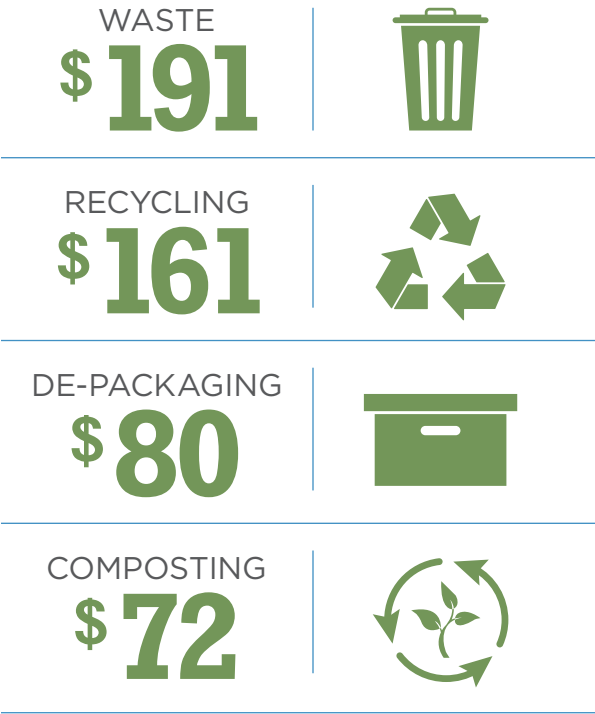 WASTE
$191
RECYCLING
$161
DE-PACKAGING
$80
COMPOSTING
$72